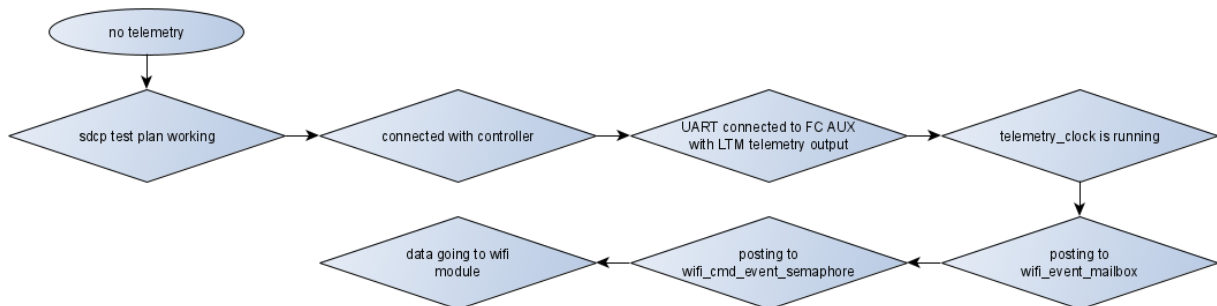 no telemetry
sdcp test plan working
connected with controller
UART connected to FC AUX
with LTM telemetry output
telemetry_clock is running
posting to
wifi_event_mailbox
posting to
wifi_cmd_event_semaphore
data going to wifi
module